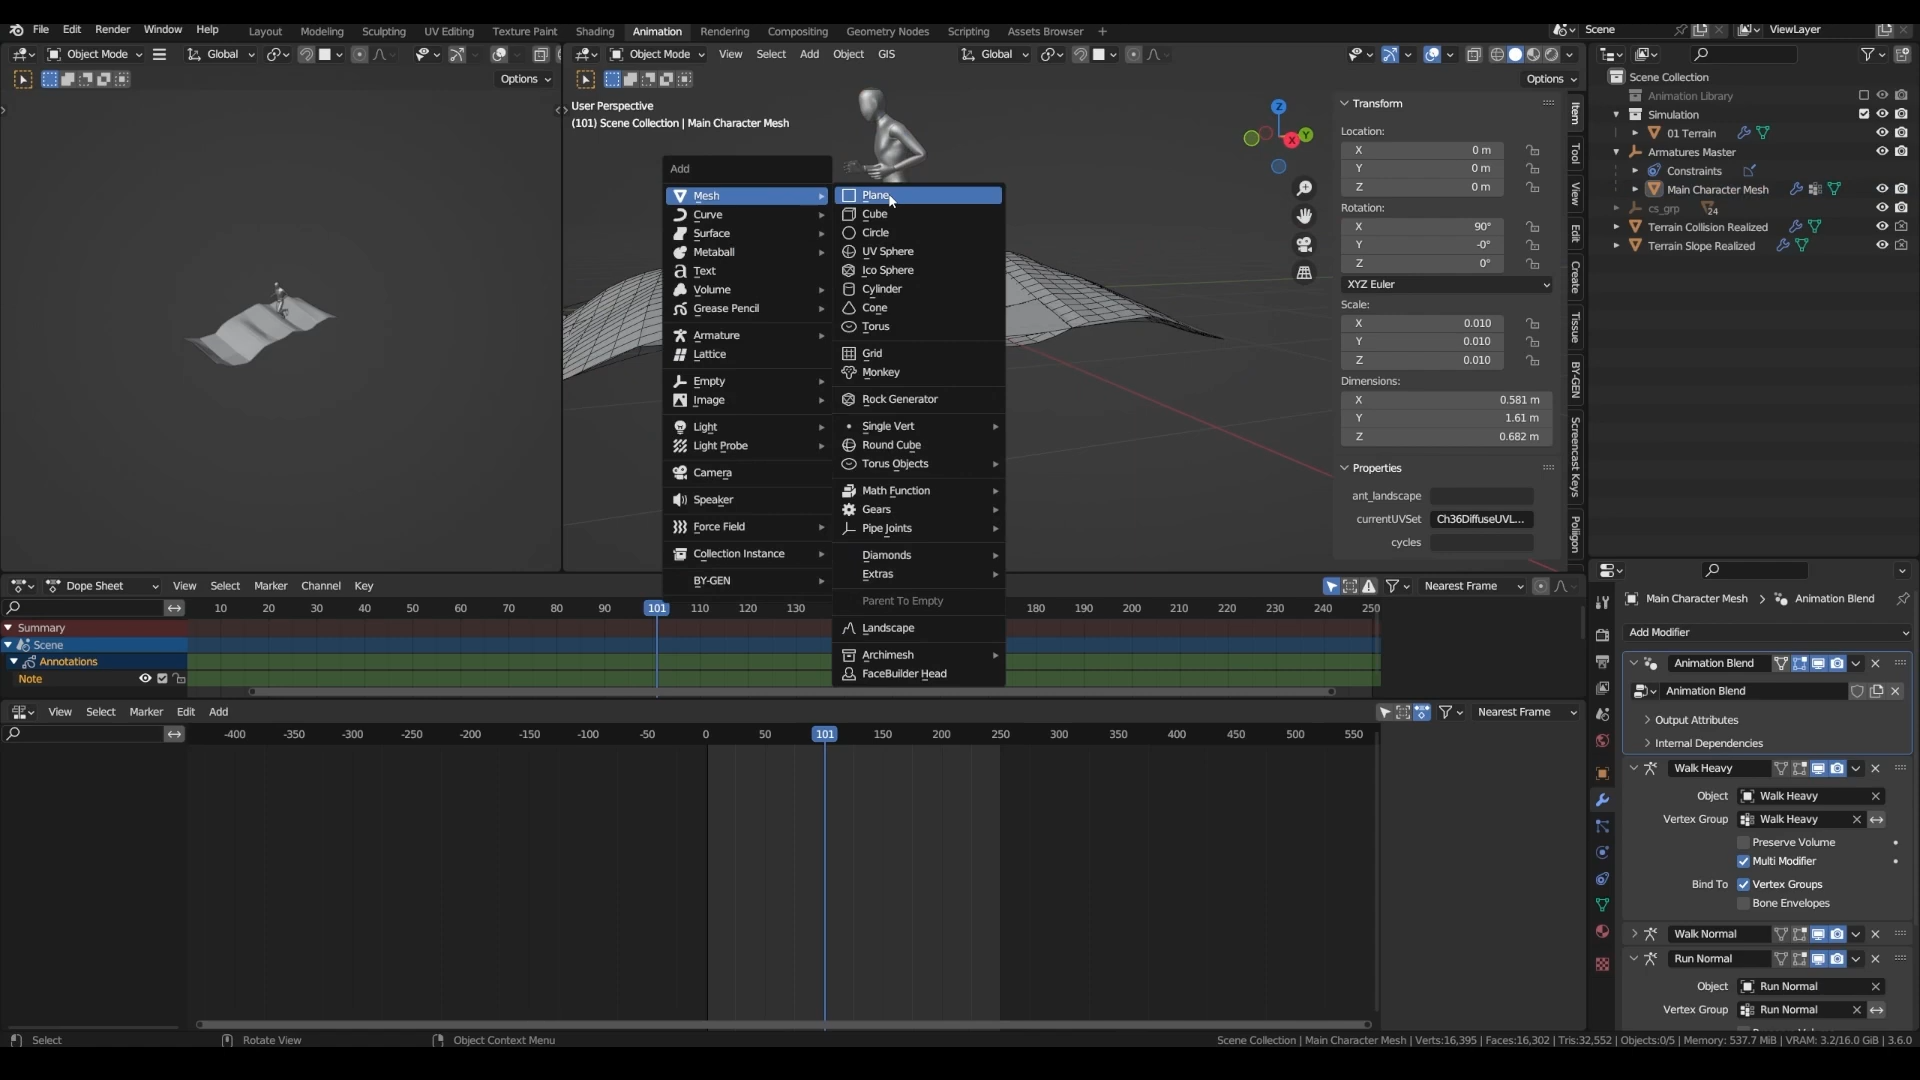 File Edit Render Window Help Layout Modeling Sculpting UV Editing Texture Paint Shading Animation Rendering Compositing Geometry Nodes Scripting Assets Browser + Scene ViewLayer
Object Mode Global Object Mode View Select Add Object GIS Global
Options Options
User Perspective
(101) Scene Collection | Main Character Mesh
Z
Y
X
Add
Mesh
Curve
Surface
Metaball
Text
Volume
Grease Pencil
Armature
Lattice
Empty
Image
Light
Light Probe
Camera
Speaker
Force Field
Collection Instance
BY-GEN
Plane
Cube
Circle
UV Sphere
Ico Sphere
Cylinder
Cone
Torus
Grid
Monkey
Rock Generator
Single Vert
Round Cube
Torus Objects
Math Function
Gears
Pipe Joints
Diamonds
Extras
Parent To Empty
Landscape
Archimesh
FaceBuilder Head
Transform
Location:
X 0 m
Y 0 m
Z 0 m
Rotation:
X 90°
Y -0°
Z 0°
XYZ Euler
Scale:
X 0.010
Y 0.010
Z 0.010
Dimensions:
X 0.581 m
Y 1.61 m
Z 0.682 m
Properties
ant_landscape
currentUVSet Ch36DiffuseUVL...
cycles
Item
Tool
View
Edit
Create
Tissue
BY-GEN
Screencast Keys
Poliigon
Scene Collection
Animation Library
Simulation
01 Terrain
Armatures Master
Constraints
Main Character Mesh
cs_grp 24
Terrain Collision Realized
Terrain Slope Realized
Dope Sheet View Select Marker Channel Key Nearest Frame
10 20 30 40 50 60 70 80 90 101 110 120 130 180 190 200 210 220 230 240 250
Summary
Scene
Annotations
Note
View Select Marker Edit Add Nearest Frame
-400 -350 -300 -250 -200 -150 -100 -50 0 50 101 150 200 250 300 350 400 450 500 550
Main Character Mesh > Animation Blend
Add Modifier
Animation Blend
Animation Blend
Output Attributes
Internal Dependencies
Walk Heavy
Object Walk Heavy
Vertex Group Walk Heavy
Preserve Volume
Multi Modifier
Bind To Vertex Groups
Bone Envelopes
Walk Normal
Run Normal
Object Run Normal
Vertex Group Run Normal
Select Rotate View Object Context Menu Scene Collection | Main Character Mesh | Verts:16,395 | Faces:16,302 | Tris:32,552 | Objects:0/5 | Memory: 537.7 MiB | VRAM: 3.2/16.0 GiB | 3.6.0